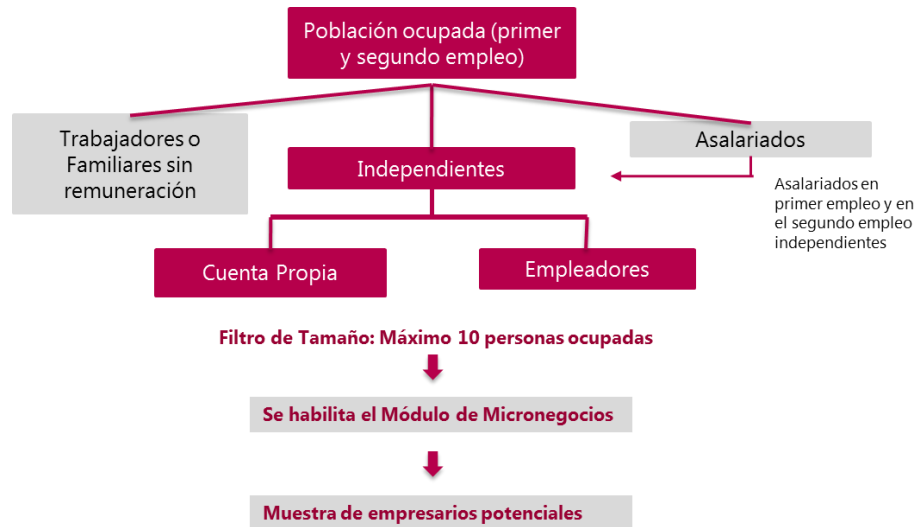 Población ocupada (primer
y segundo empleo)
Trabajadores o
Familiares sin
remuneración
Independientes
Asalariados
Asalariados en
primer empleo y en
el segundo empleo
independientes
Cuenta Propia
Empleadores
Filtro de Tamaño: Máximo 10 personas ocupadas
Se habilita el Módulo de Micronegocios
Muestra de empresarios potenciales